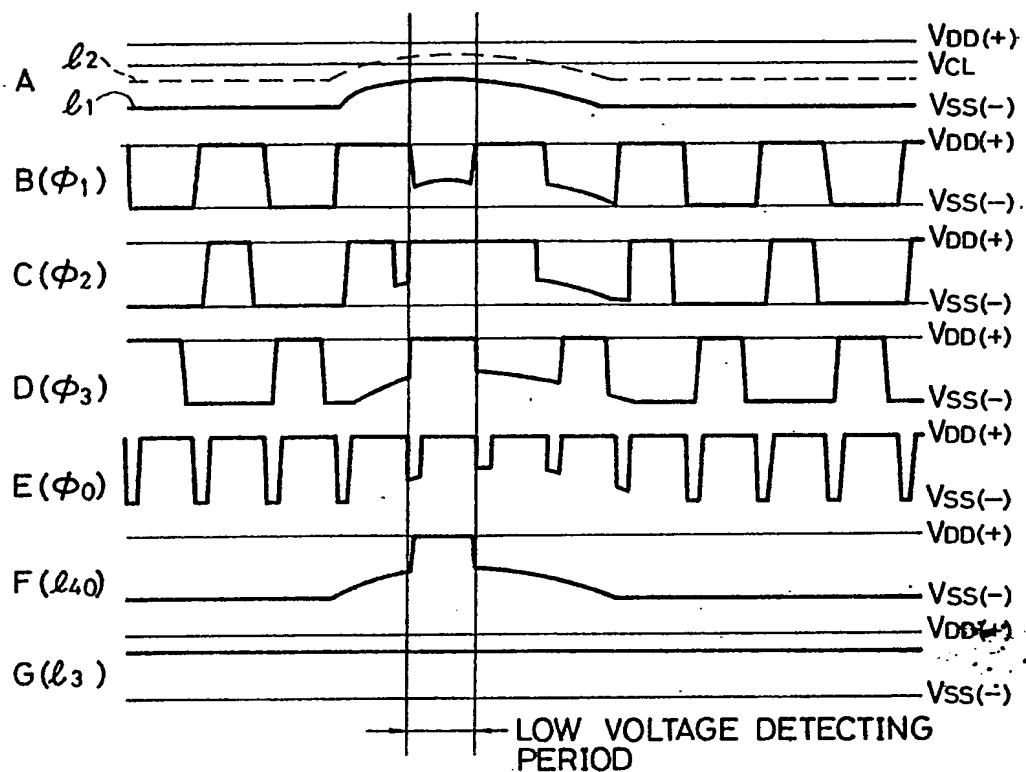 VDD(+)
ℓ2
VCL
A
ℓ1
VSS(-)
VDD(+)
B(ϕ1)
VSS(-)
VDD(+)
C(ϕ2)
VSS(-)
VDD(+)
D(ϕ3)
VSS(-)
VDD(+)
E(ϕ0)
VSS(-)
VDD(+)
F(ℓ40)
VSS(-)
VDD(+)
G(ℓ3)
VSS(-)
LOW VOLTAGE DETECTING
PERIOD